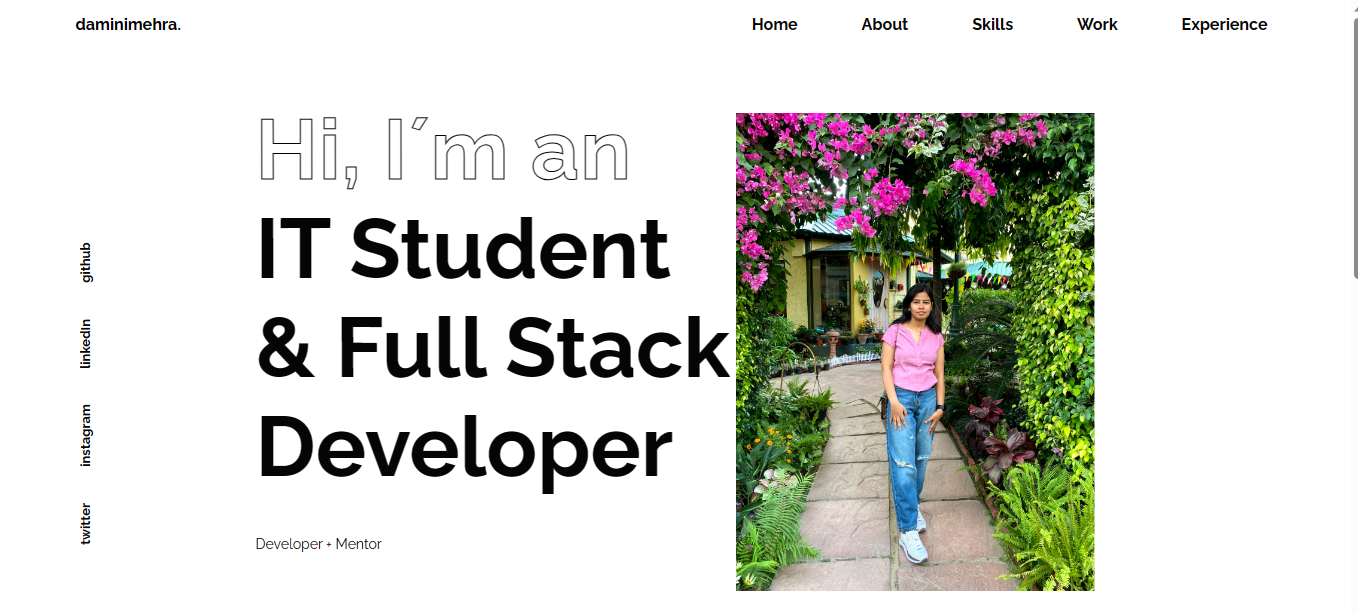 daminimehra.
Home About Skills Work Experience
Hi, I´m an
IT Student
& Full Stack
Developer
Developer + Mentor
github
linkedIn
instagram
twitter